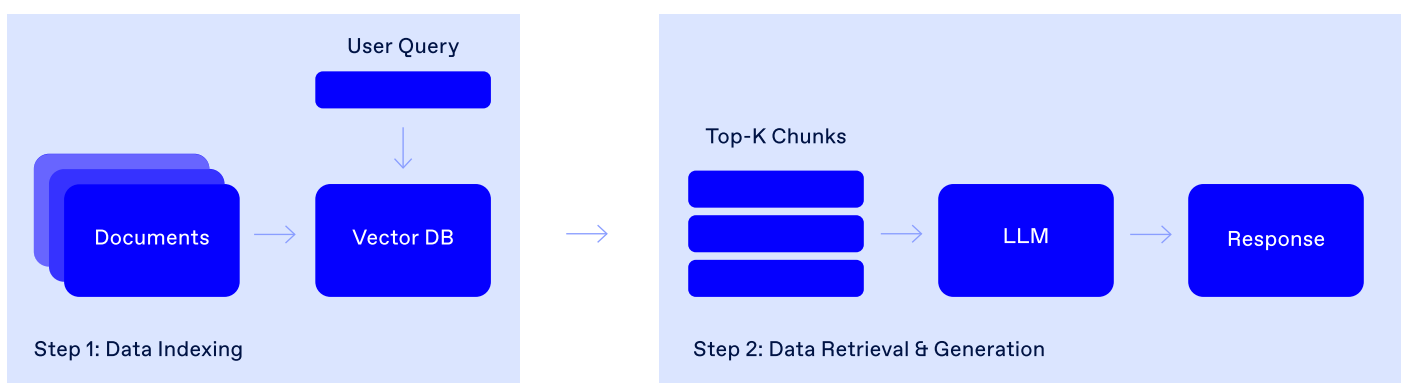 User Query
Documents
Vector DB
Step 1: Data Indexing
Top-K Chunks
LLM
Response
Step 2: Data Retrieval & Generation